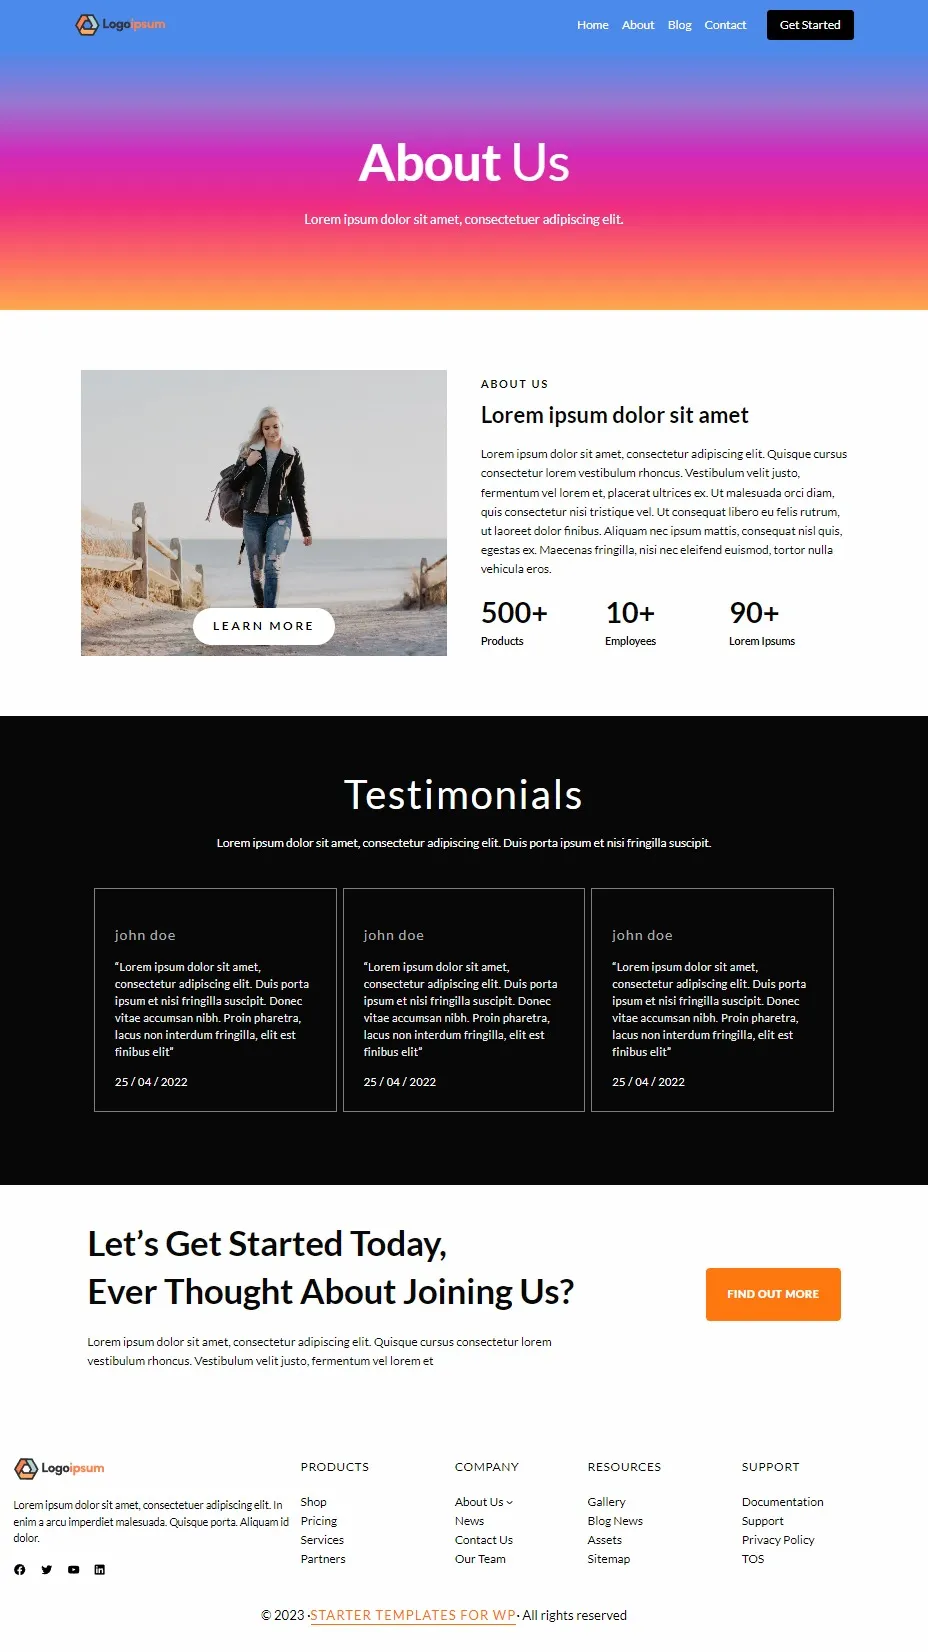 Logoipsum
Home About Blog Contact Get Started
About Us
Lorem ipsum dolor sit amet, consectetuer adipiscing elit.
LEARN MORE
ABOUT US
Lorem ipsum dolor sit amet
Lorem ipsum dolor sit amet, consectetur adipiscing elit. Quisque cursus
consectetur lorem vestibulum rhoncus. Vestibulum velit justo,
fermentum vel lorem et, placerat ultrices ex. Ut malesuada orci diam,
quis consectetur nisi tristique vel. Ut consequat libero eu felis rutrum,
ut laoreet dolor finibus. Aliquam nec ipsum mattis, consequat nisl quis,
egestas ex. Maecenas fringilla, nisi nec eleifend euismod, tortor nulla
vehicula eros.
500+ 10+ 90+
Products Employees Lorem Ipsums
Testimonials
Lorem ipsum dolor sit amet, consectetur adipiscing elit. Duis porta ipsum et nisi fringilla suscipit.
john doe
“Lorem ipsum dolor sit amet,
consectetur adipiscing elit. Duis porta
ipsum et nisi fringilla suscipit. Donec
vitae accumsan nibh. Proin pharetra,
lacus non interdum fringilla, elit est
finibus elit”
25 / 04 / 2022
john doe
“Lorem ipsum dolor sit amet,
consectetur adipiscing elit. Duis porta
ipsum et nisi fringilla suscipit. Donec
vitae accumsan nibh. Proin pharetra,
lacus non interdum fringilla, elit est
finibus elit”
25 / 04 / 2022
john doe
“Lorem ipsum dolor sit amet,
consectetur adipiscing elit. Duis porta
ipsum et nisi fringilla suscipit. Donec
vitae accumsan nibh. Proin pharetra,
lacus non interdum fringilla, elit est
finibus elit”
25 / 04 / 2022
Let’s Get Started Today,
Ever Thought About Joining Us?
Lorem ipsum dolor sit amet, consectetur adipiscing elit. Quisque cursus consectetur lorem
vestibulum rhoncus. Vestibulum velit justo, fermentum vel lorem et
FIND OUT MORE
Logoipsum
Lorem ipsum dolor sit amet, consectetuer adipiscing elit. In
enim a arcu imperdiet malesuada. Quisque porta. Aliquam id
dolor.
PRODUCTS
Shop
Pricing
Services
Partners
COMPANY
About Us
News
Contact Us
Our Team
RESOURCES
Gallery
Blog News
Assets
Sitemap
SUPPORT
Documentation
Support
Privacy Policy
TOS
© 2023 ·STARTER TEMPLATES FOR WP· All rights reserved